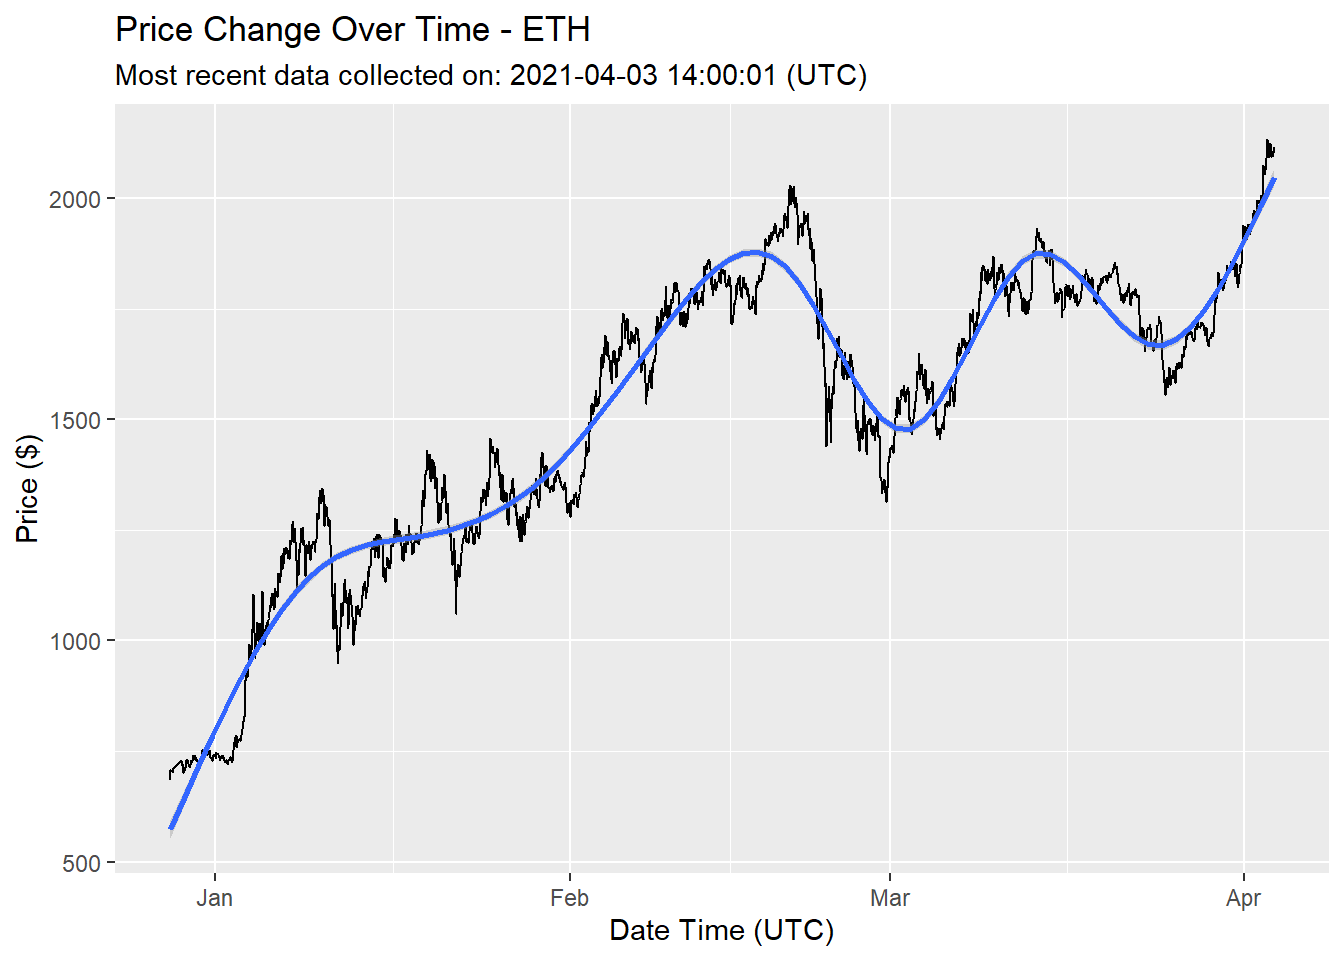 Price Change Over Time - ETH
Most recent data collected on: 2021-04-03 14:00:01 (UTC)
Price ($)
2000
1500
1000
500
Jan Feb Mar Apr
Date Time (UTC)